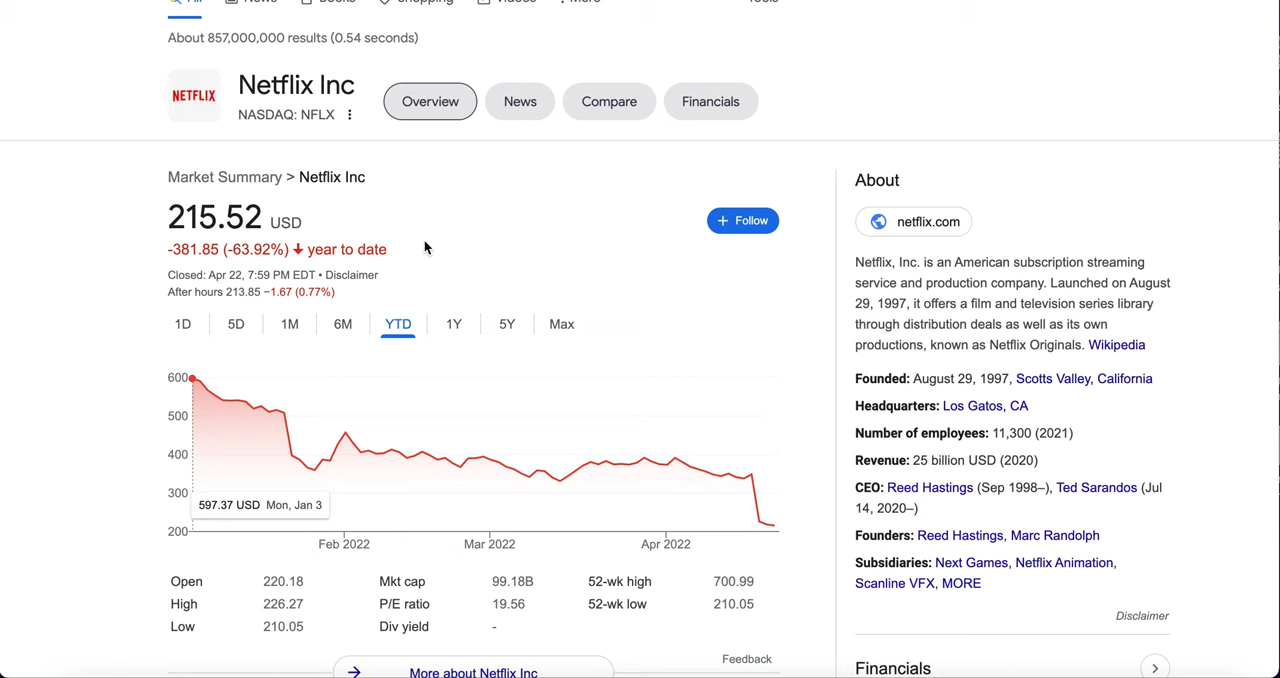 All News Books Shopping Videos More Tools
About 857,000,000 results (0.54 seconds)
NETFLIX
Netflix Inc
NASDAQ: NFLX
Overview
News
Compare
Financials
Market Summary > Netflix Inc
215.52 USD
-381.85 (-63.92%) year to date
Closed: Apr 22, 7:59 PM EDT • Disclaimer
After hours 213.85 −1.67 (0.77%)
+ Follow
1D 5D 1M 6M YTD 1Y 5Y Max
600
500
400
300
200
597.37 USD Mon, Jan 3
Feb 2022 Mar 2022 Apr 2022
Open 220.18 Mkt cap 99.18B 52-wk high 700.99
High 226.27 P/E ratio 19.56 52-wk low 210.05
Low 210.05 Div yield -
Feedback
More about Netflix Inc
About
netflix.com
Netflix, Inc. is an American subscription streaming
service and production company. Launched on August
29, 1997, it offers a film and television series library
through distribution deals as well as its own
productions, known as Netflix Originals. Wikipedia
Founded: August 29, 1997, Scotts Valley, California
Headquarters: Los Gatos, CA
Number of employees: 11,300 (2021)
Revenue: 25 billion USD (2020)
CEO: Reed Hastings (Sep 1998–), Ted Sarandos (Jul
14, 2020–)
Founders: Reed Hastings, Marc Randolph
Subsidiaries: Next Games, Netflix Animation,
Scanline VFX, MORE
Disclaimer
Financials